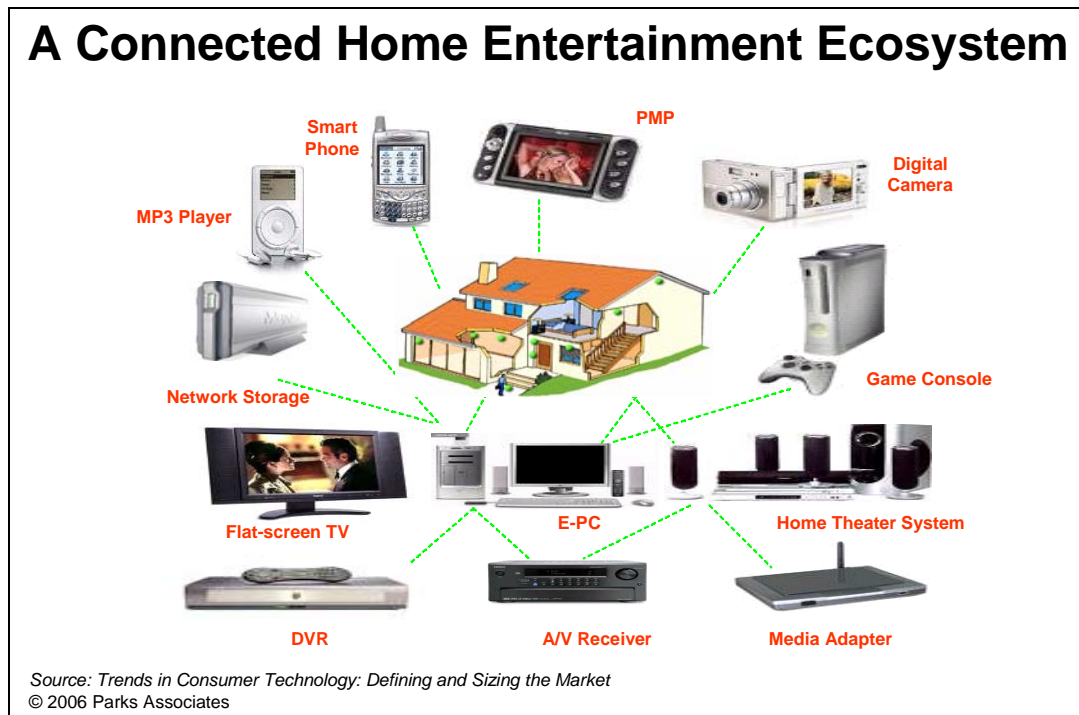 A Connected Home Entertainment Ecosystem
Smart
Phone
PMP
Digital
Camera
MP3 Player
Network Storage
Game Console
Flat-screen TV
E-PC
Home Theater System
DVR
A/V Receiver
Media Adapter
Source: Trends in Consumer Technology: Defining and Sizing the Market
© 2006 Parks Associates